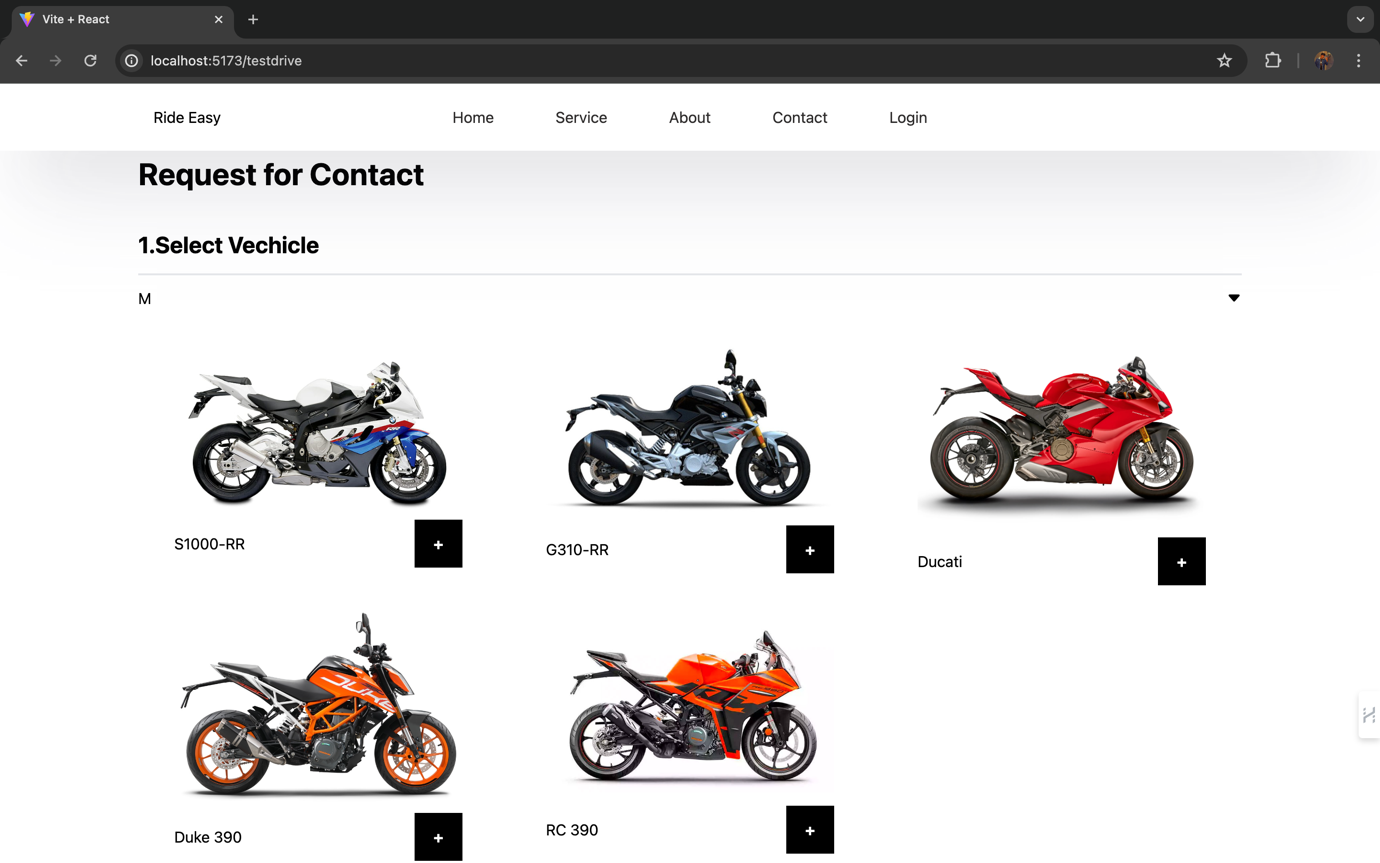 Vite + React
localhost:5173/testdrive
Ride Easy
Home
Service
About
Contact
Login
Request for Contact
1.Select Vechicle
M
S1000-RR
+
G310-RR
+
Ducati
+
DUKE
Duke 390
+
RC 390
+